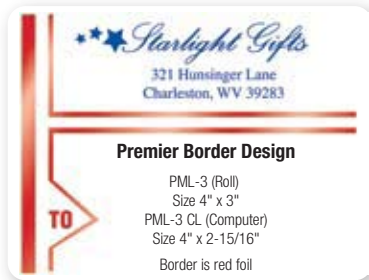 Starlight Gifts
321 Hunsinger Lane
Charleston, WV 39283
Premier Border Design
PML-3 (Roll)
Size 4" x 3"
PML-3 CL (Computer)
TO
Size 4" x 2-15/16"
Border is red foil